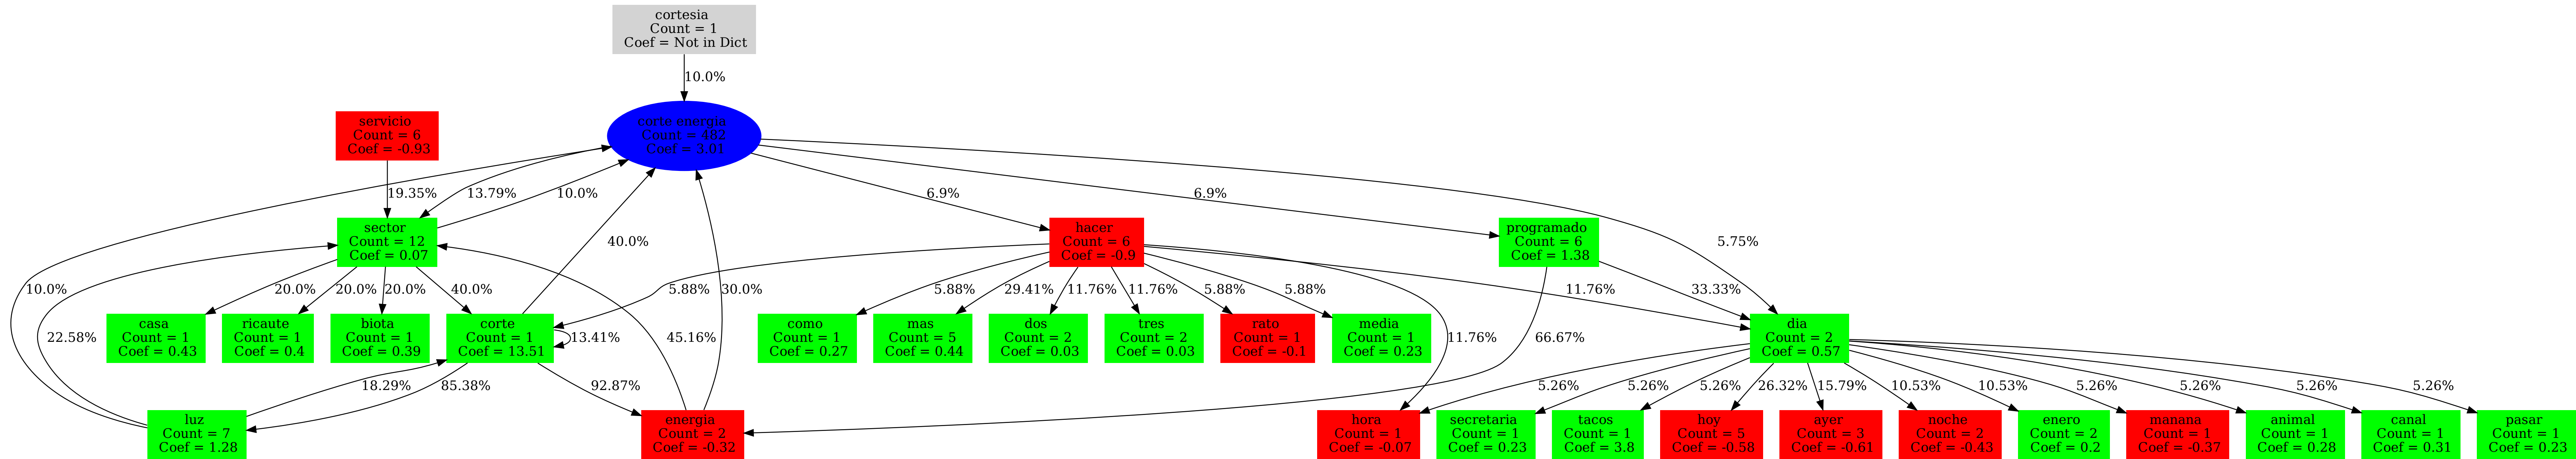 cortesia
Count = 1
Coef = Not in Dict
10.0%
servicio
Count = 6
Coef = -0.93
corte energia
Count = 482
Coef = 3.01
19.35%
13.79%
10.0%
40.0%
6.9%
6.9%
5.75%
sector
Count = 12
Coef = 0.07
hacer
Count = 6
Coef = -0.9
programado
Count = 6
Coef = 1.38
10.0%
20.0%
20.0%
20.0%
40.0%
5.88%
30.0%
5.88%
29.41%
11.76%
11.76%
5.88%
5.88%
11.76%
33.33%
casa
Count = 1
Coef = 0.43
ricaute
Count = 1
Coef = 0.4
biota
Count = 1
Coef = 0.39
corte
Count = 1
Coef = 13.51
como
Count = 1
Coef = 0.27
mas
Count = 5
Coef = 0.44
dos
Count = 2
Coef = 0.03
tres
Count = 2
Coef = 0.03
rato
Count = 1
Coef = -0.1
media
Count = 1
Coef = 0.23
dia
Count = 2
Coef = 0.57
22.58%
13.41%
45.16%
11.76%
66.67%
18.29%
85.38%
92.87%
5.26%
5.26%
5.26%
26.32%
15.79%
10.53%
10.53%
5.26%
5.26%
5.26%
5.26%
luz
Count = 7
Coef = 1.28
energia
Count = 2
Coef = -0.32
hora
Count = 1
Coef = -0.07
secretaria
Count = 1
Coef = 0.23
tacos
Count = 1
Coef = 3.8
hoy
Count = 5
Coef = -0.58
ayer
Count = 3
Coef = -0.61
noche
Count = 2
Coef = -0.43
enero
Count = 2
Coef = 0.2
manana
Count = 1
Coef = -0.37
animal
Count = 1
Coef = 0.28
canal
Count = 1
Coef = 0.31
pasar
Count = 1
Coef = 0.23